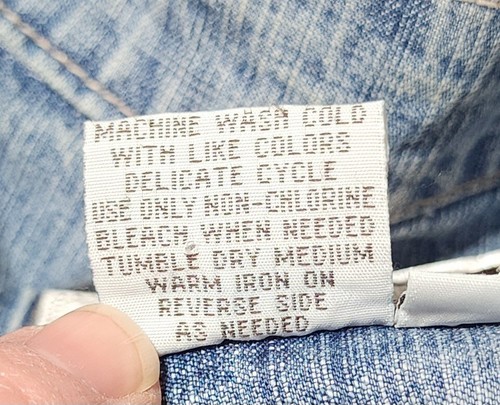 MACHINE WASH COLD
WITH LIKE COLORS
DELICATE CYCLE
USE ONLY NON-CHLORINE
BLEACH WHEN NEEDED
TUMBLE DRY MEDIUM
WARM IRON ON
REVERSE SIDE
AS NEEDED